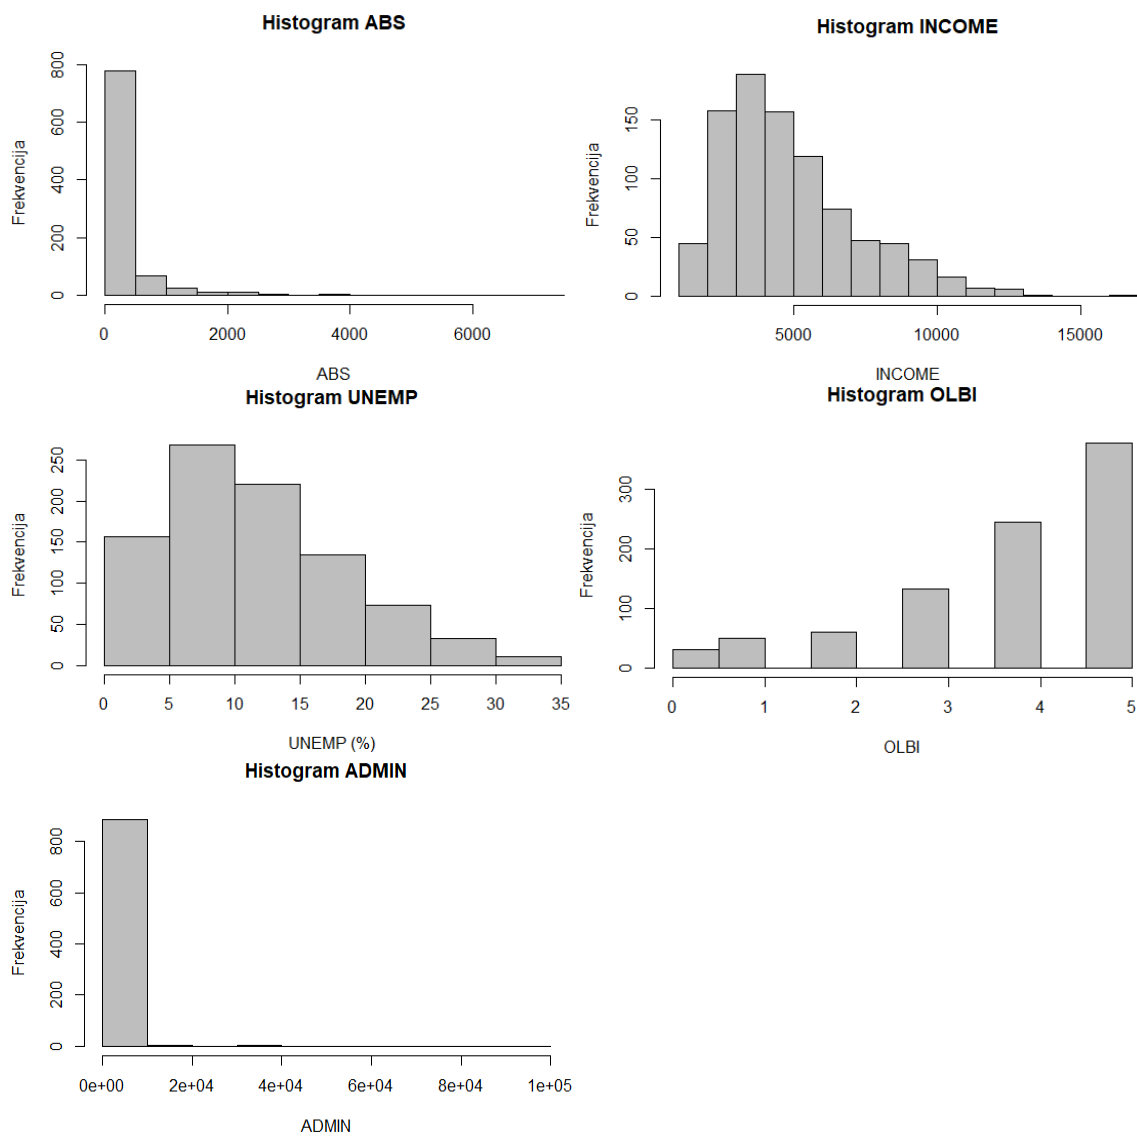 Histogram ABS
Frekvencija
0 200 400 600 800
0 2000 4000 6000
ABS
Histogram INCOME
Frekvencija
0 50 100 150
5000 10000 15000
INCOME
Histogram UNEMP
Frekvencija
0 50 100 150 200 250
0 5 10 15 20 25 30 35
UNEMP (%)
Histogram OLBI
Frekvencija
0 100 200 300
0 1 2 3 4 5
OLBI
Histogram ADMIN
Frekvencija
0 200 400 600 800
0e+00 2e+04 4e+04 6e+04 8e+04 1e+05
ADMIN